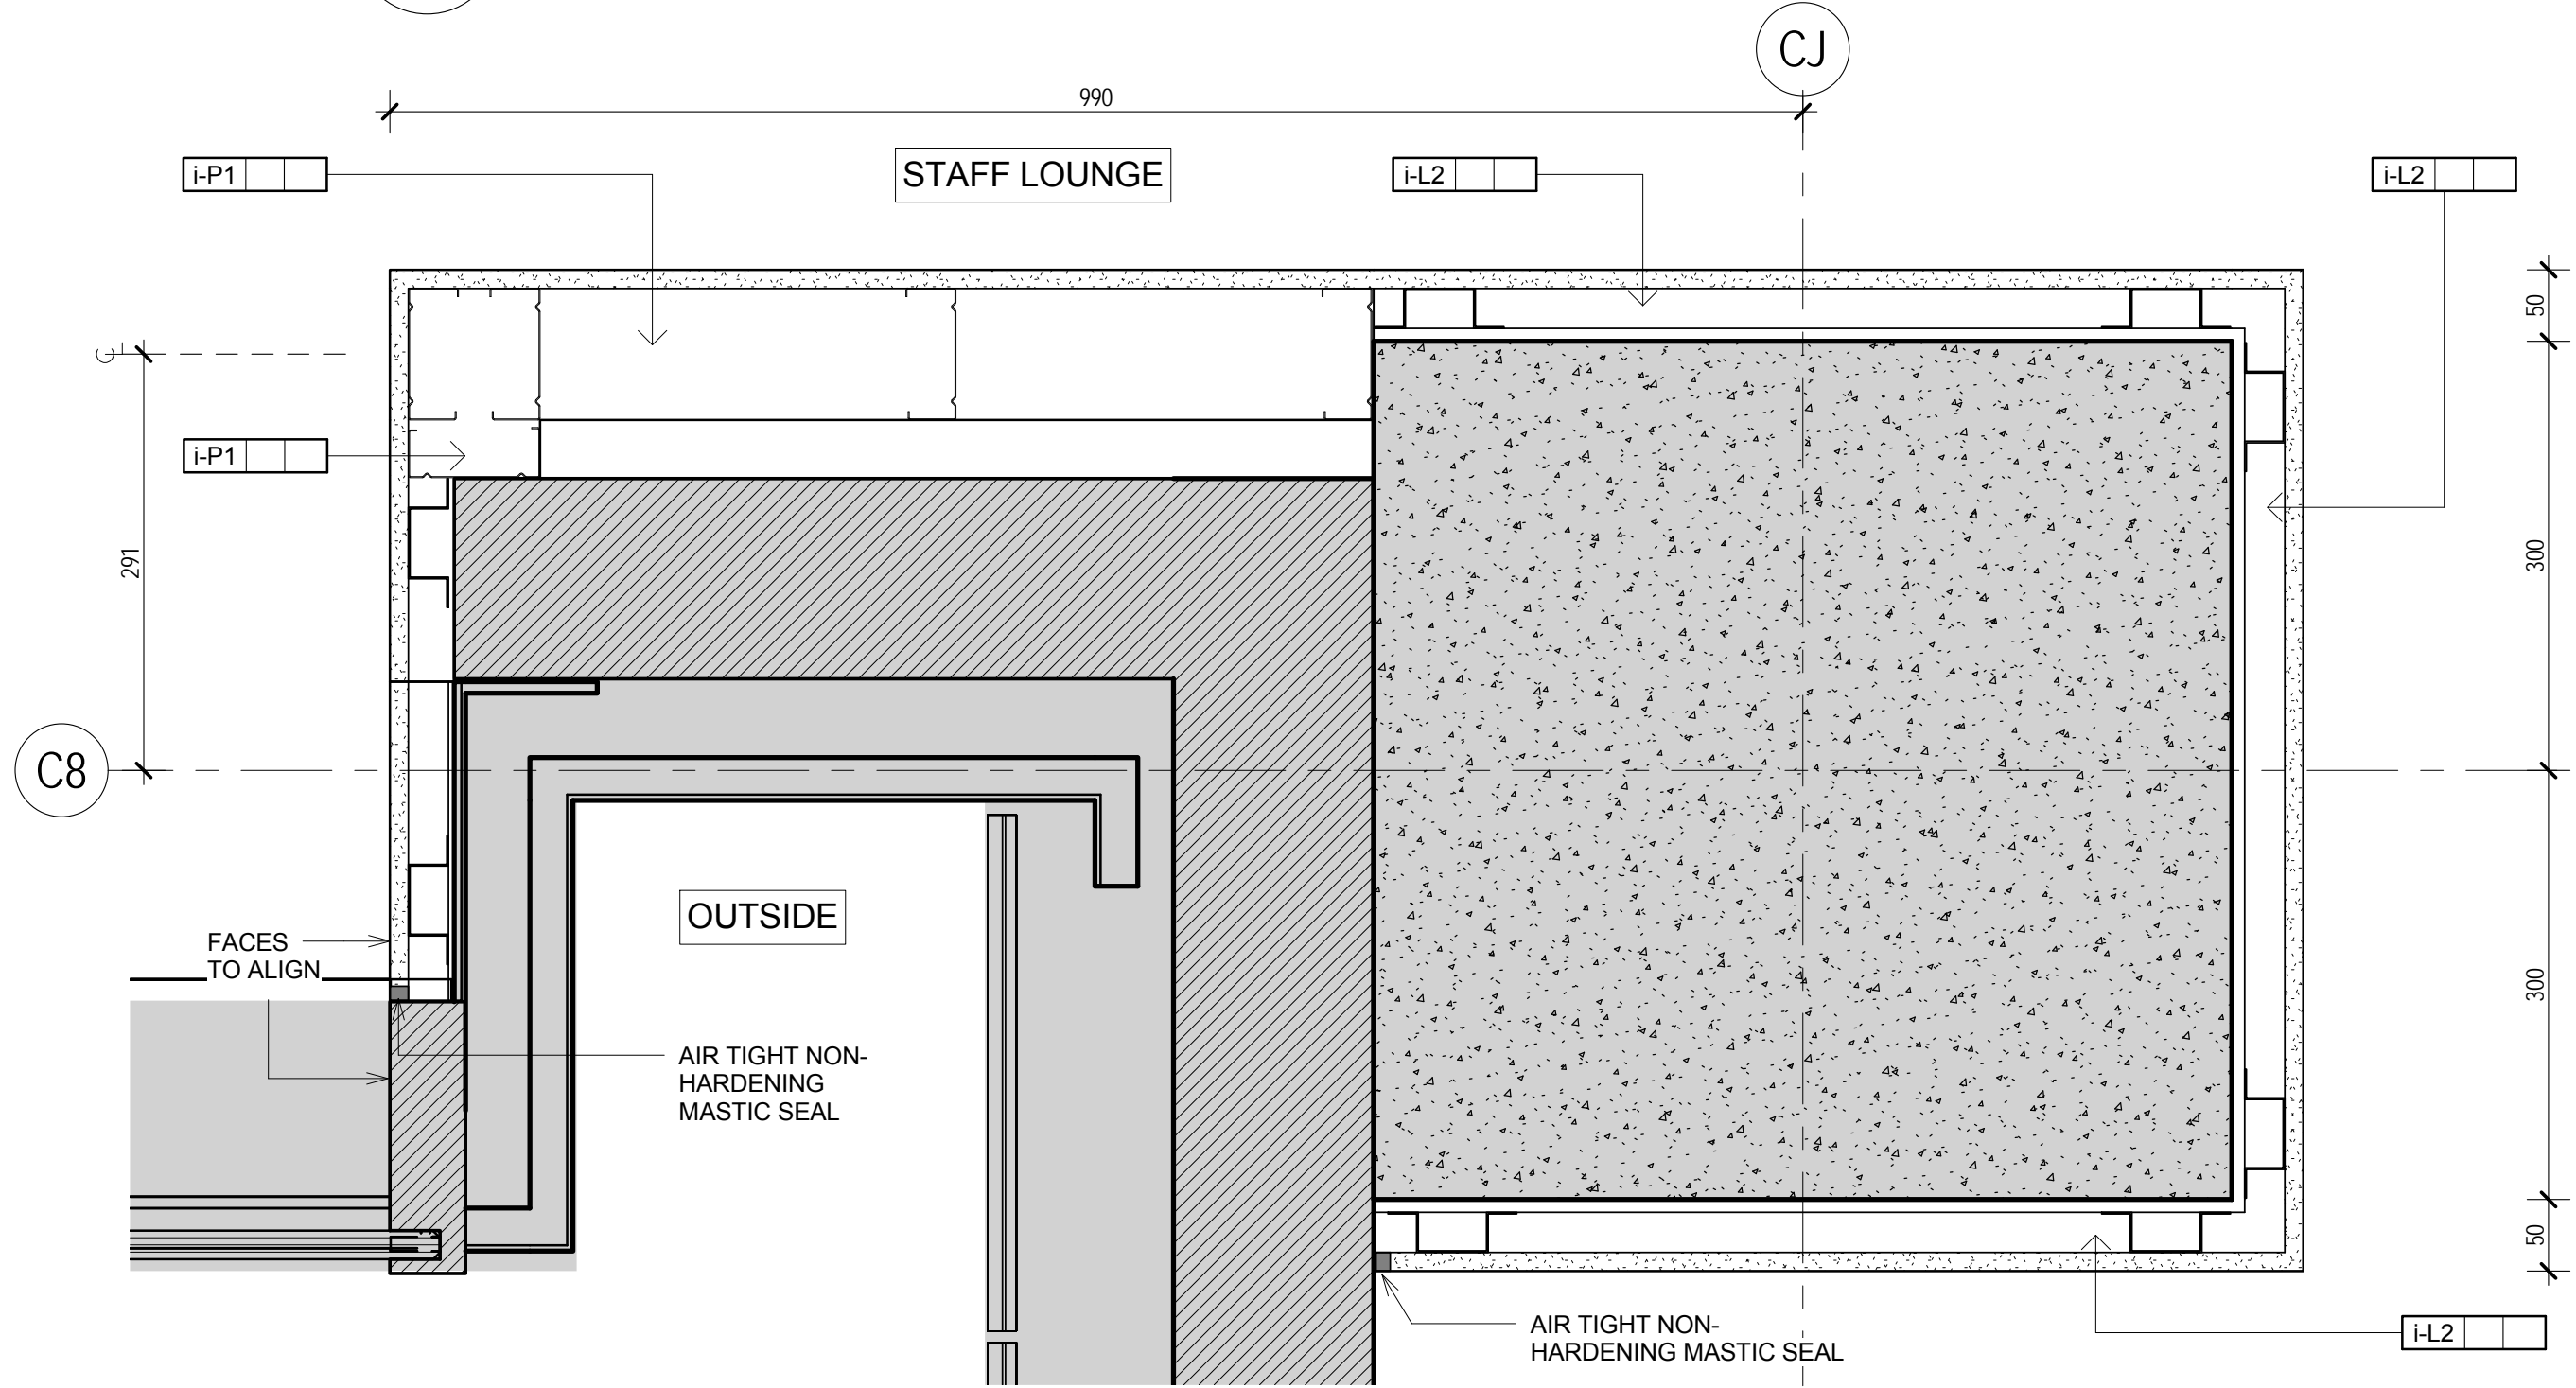 CJ
990
i-P1
STAFF LOUNGE
i-L2
i-L2
50
CL
i-P1
291
300
C8
OUTSIDE
FACES
TO ALIGN
300
AIR TIGHT NON-
HARDENING
MASTIC SEAL
50
AIR TIGHT NON-
HARDENING MASTIC SEAL
i-L2